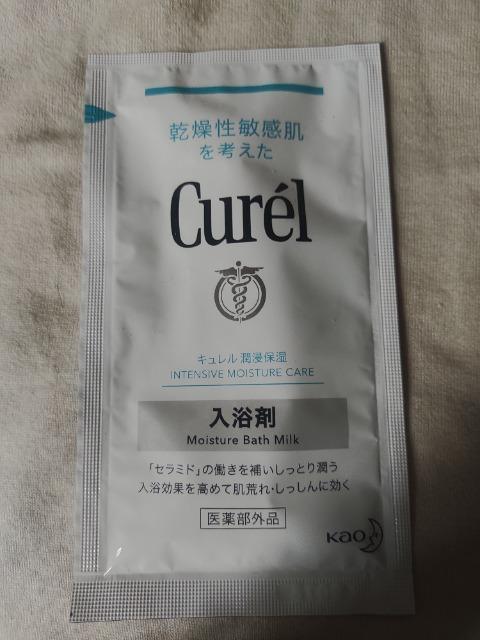 乾燥性敏感肌
を考えた
Curél
キュレル 潤浸保湿
INTENSIVE MOISTURE CARE
入浴剤
Moisture Bath Milk
「セラミド」の働きを補いしっとり潤う
入浴効果を高めて肌荒れ・しっしんに効く
医薬部外品
Kao